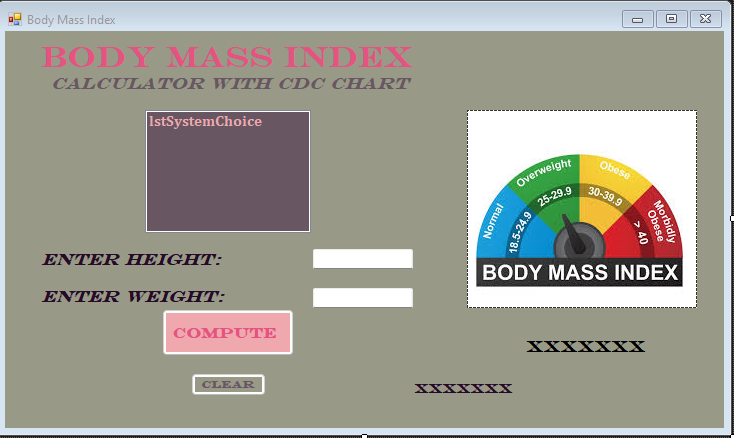 Body Mass Index
BODY MASS INDEX
CALCULATOR WITH CDC CHART
lstSystemChoice
Normal
18.5-24.9
Overweight
25-29.9
Obese
30-39.9
Morbidly
Obese
> 40
BODY MASS INDEX
ENTER HEIGHT:
ENTER WEIGHT:
COMPUTE
XXXXXXX
CLEAR
XXXXXXX